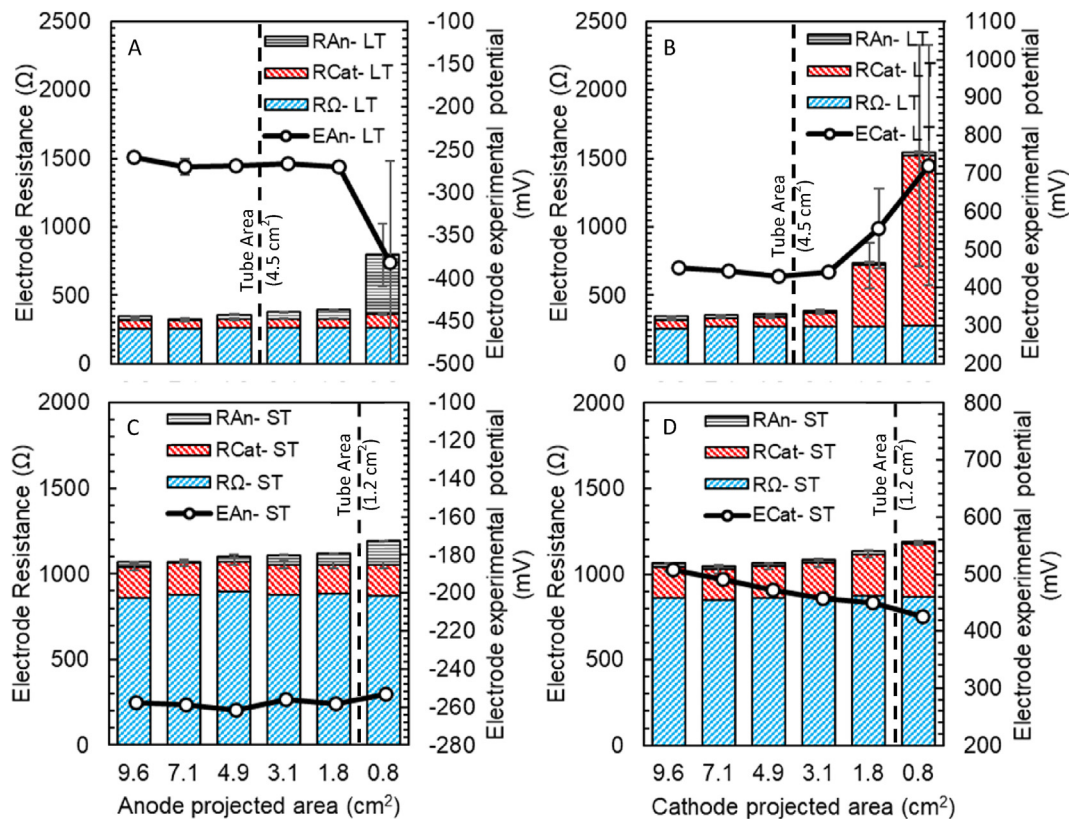 A
Electrode Resistance (Ω)
2500
2000
1500
1000
500
0
RAn- LT
RCat- LT
RΩ- LT
EAn- LT
Tube Area
(4.5 cm²)
-100
-150
-200
-250
-300
-350
-400
-450
-500
Electrode experimental potential
(mV)
B
Electrode Resistance (Ω)
2500
2000
1500
1000
500
0
RAn- LT
RCat- LT
RΩ- LT
ECat- LT
Tube Area
(4.5 cm²)
1100
1000
900
800
700
600
500
400
300
200
Electrode experimental potential
(mV)
C
Electrode Resistance (Ω)
2000
1500
1000
500
0
RAn- ST
RCat- ST
RΩ- ST
EAn- ST
Tube Area
(1.2 cm²)
-100
-120
-140
-160
-180
-200
-220
-240
-260
-280
Electrode experimental potential
(mV)
9.6 7.1 4.9 3.1 1.8 0.8
Anode projected area (cm²)
D
Electrode Resistance (Ω)
2000
1500
1000
500
0
RAn- ST
RCat- ST
RΩ- ST
ECat- ST
Tube Area
(1.2 cm²)
800
700
600
500
400
300
200
Electrode experimental potential
(mV)
9.6 7.1 4.9 3.1 1.8 0.8
Cathode projected area (cm²)